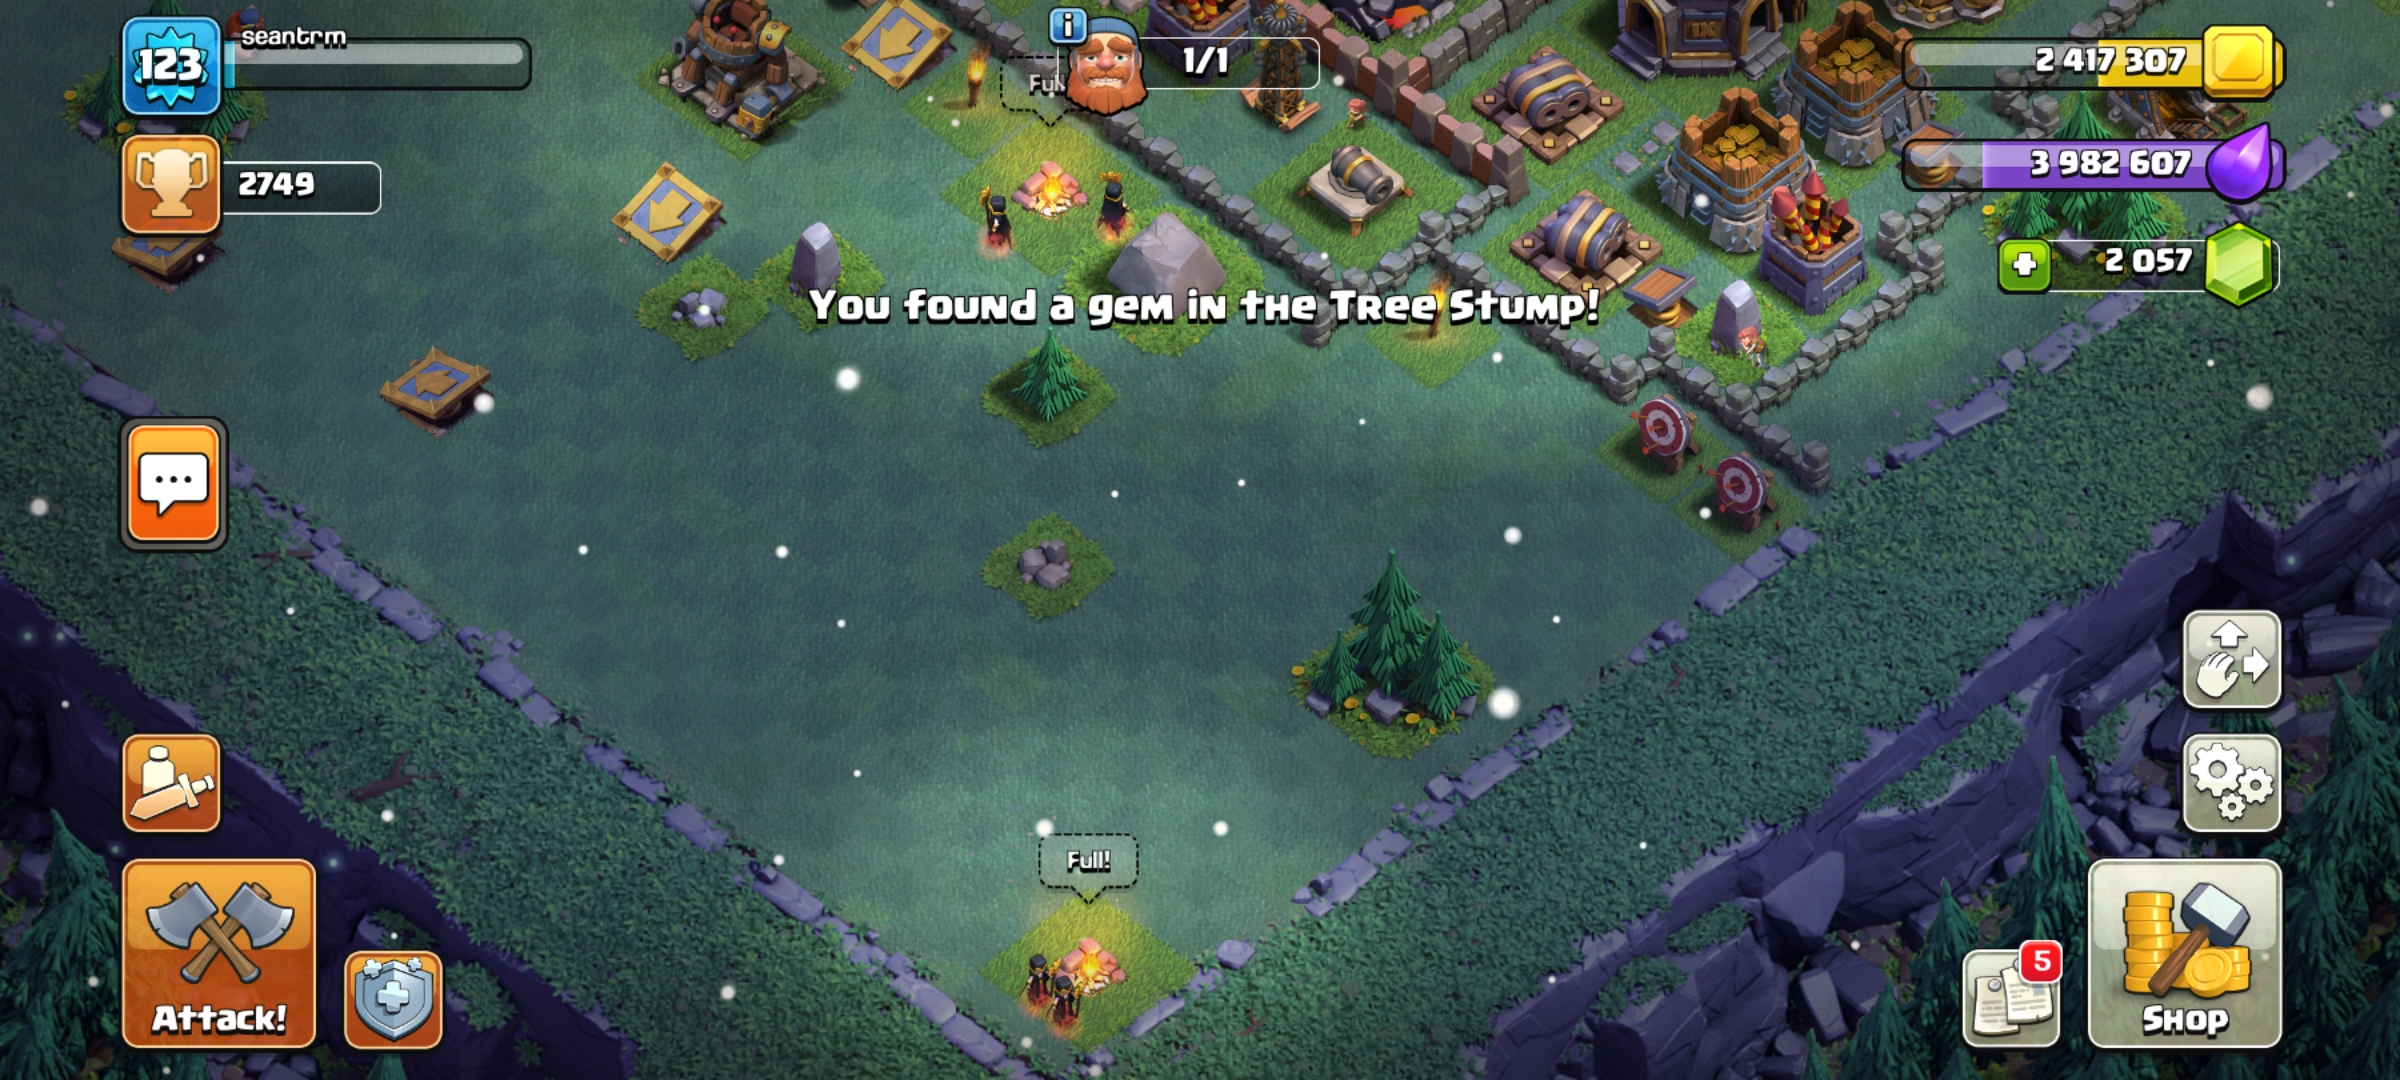 123
seantrm
1/1
2 417 307
Full
2749
3 982 607
2 057
You found a gem in the Tree Stump!
Full!
5
Attack!
Shop